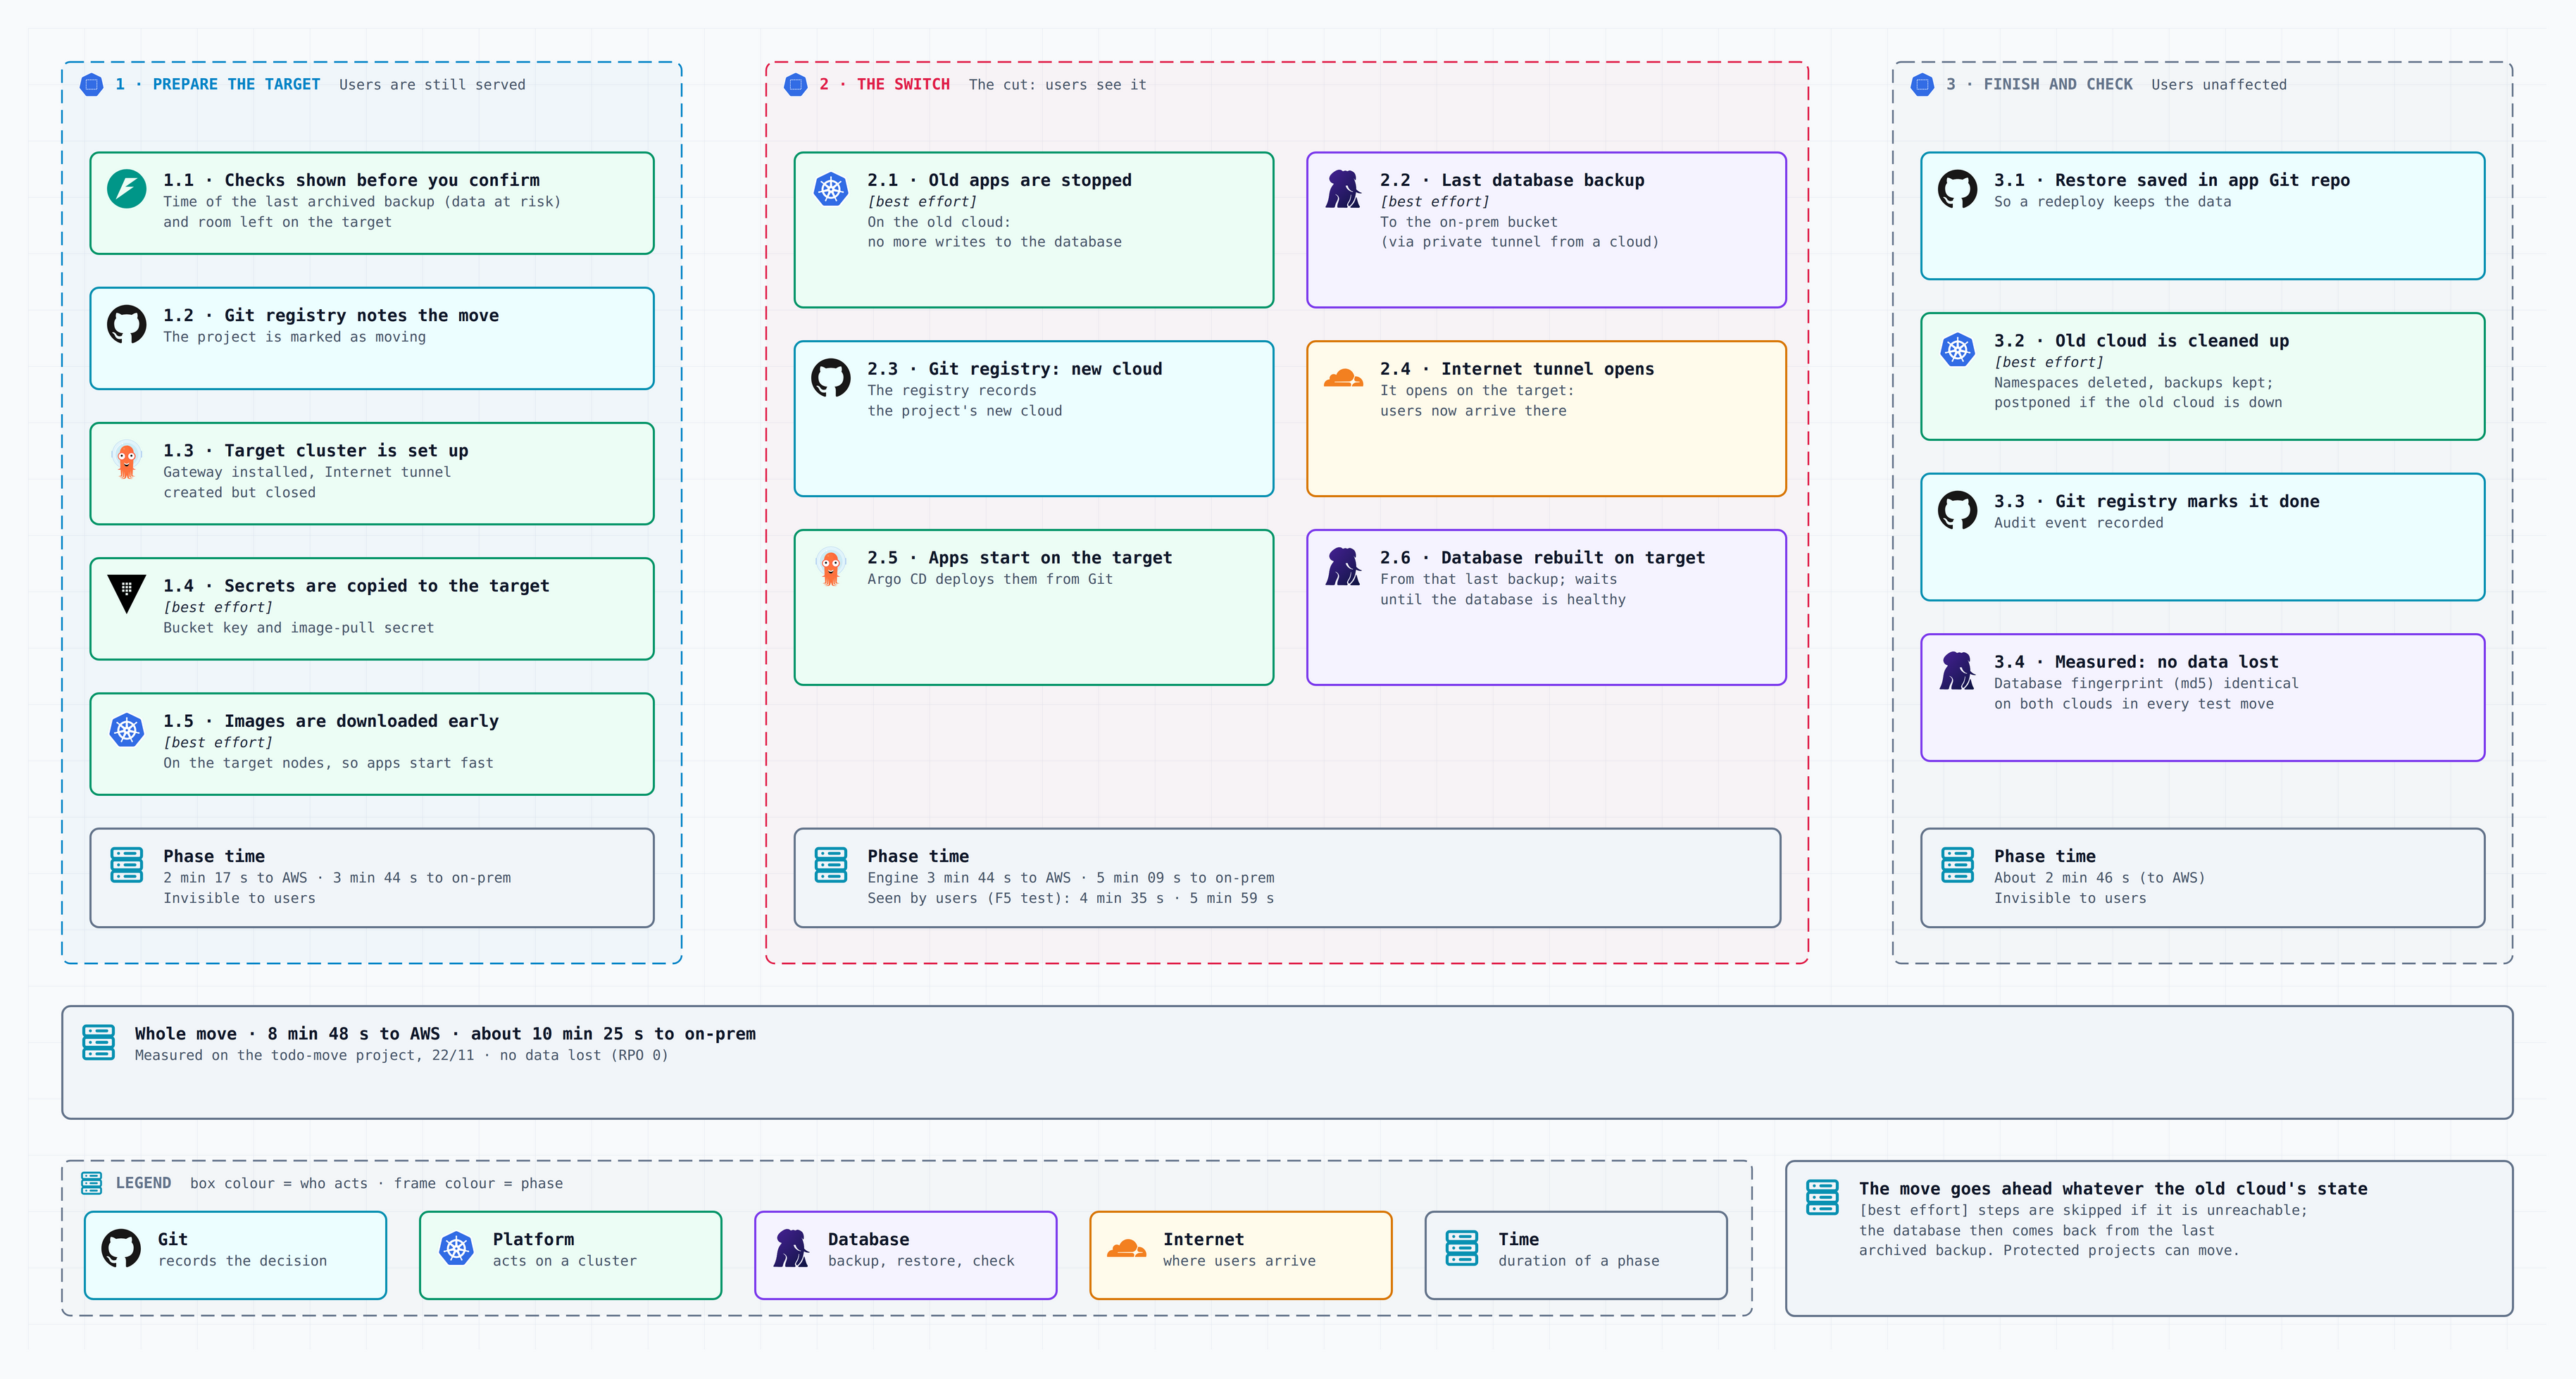 1 · PREPARE THE TARGET Users are still served
1.1 · Checks shown before you confirm
Time of the last archived backup (data at risk)
and room left on the target
1.2 · Git registry notes the move
The project is marked as moving
1.3 · Target cluster is set up
Gateway installed, Internet tunnel
created but closed
1.4 · Secrets are copied to the target
[best effort]
Bucket key and image-pull secret
1.5 · Images are downloaded early
[best effort]
On the target nodes, so apps start fast
Phase time
2 min 17 s to AWS · 3 min 44 s to on-prem
Invisible to users
2 · THE SWITCH The cut: users see it
2.1 · Old apps are stopped
[best effort]
On the old cloud:
no more writes to the database
2.2 · Last database backup
[best effort]
To the on-prem bucket
(via private tunnel from a cloud)
2.3 · Git registry: new cloud
The registry records
the project's new cloud
2.4 · Internet tunnel opens
It opens on the target:
users now arrive there
2.5 · Apps start on the target
Argo CD deploys them from Git
2.6 · Database rebuilt on target
From that last backup; waits
until the database is healthy
Phase time
Engine 3 min 44 s to AWS · 5 min 09 s to on-prem
Seen by users (F5 test): 4 min 35 s · 5 min 59 s
3 · FINISH AND CHECK Users unaffected
3.1 · Restore saved in app Git repo
So a redeploy keeps the data
3.2 · Old cloud is cleaned up
[best effort]
Namespaces deleted, backups kept;
postponed if the old cloud is down
3.3 · Git registry marks it done
Audit event recorded
3.4 · Measured: no data lost
Database fingerprint (md5) identical
on both clouds in every test move
Phase time
About 2 min 46 s (to AWS)
Invisible to users
Whole move · 8 min 48 s to AWS · about 10 min 25 s to on-prem
Measured on the todo-move project, 22/11 · no data lost (RPO 0)
LEGEND box colour = who acts · frame colour = phase
Git
records the decision
Platform
acts on a cluster
Database
backup, restore, check
Internet
where users arrive
Time
duration of a phase
The move goes ahead whatever the old cloud's state
[best effort] steps are skipped if it is unreachable;
the database then comes back from the last
archived backup. Protected projects can move.